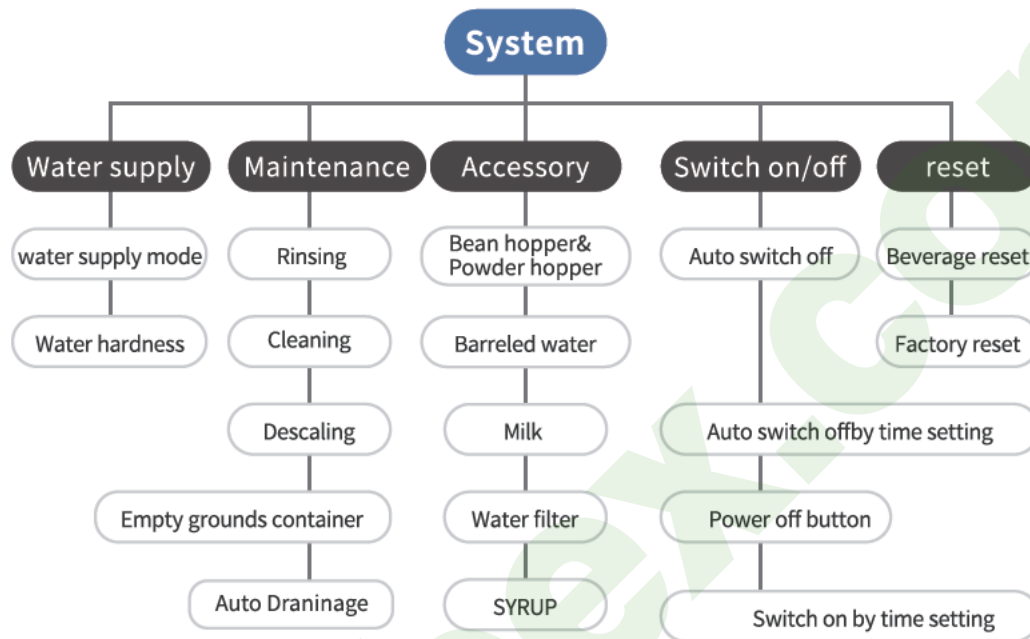 System
Water supply
Maintenance
Accessory
Switch on/off
reset
water supply mode
Rinsing
Bean hopper&
Powder hopper
Auto switch off
Beverage reset
Water hardness
Cleaning
Barreled water
Factory reset
Descaling
Milk
Auto switch offby time setting
Empty grounds container
Water filter
Power off button
Auto Draninage
SYRUP
Switch on by time setting